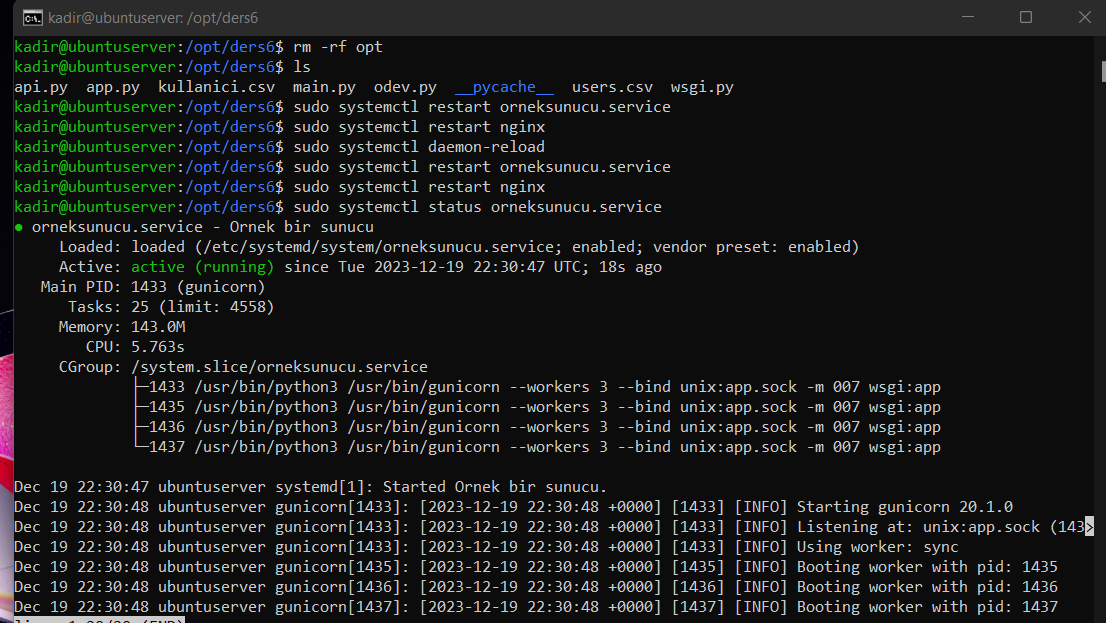 kadir@ubuntuserver: /opt/ders6
kadir@ubuntuserver:/opt/ders6$ rm -rf opt
kadir@ubuntuserver:/opt/ders6$ ls
api.py  app.py  kullanici.csv  main.py  odev.py  __pycache__  users.csv  wsgi.py
kadir@ubuntuserver:/opt/ders6$ sudo systemctl restart orneksunucu.service
kadir@ubuntuserver:/opt/ders6$ sudo systemctl restart nginx
kadir@ubuntuserver:/opt/ders6$ sudo systemctl daemon-reload
kadir@ubuntuserver:/opt/ders6$ sudo systemctl restart orneksunucu.service
kadir@ubuntuserver:/opt/ders6$ sudo systemctl restart nginx
kadir@ubuntuserver:/opt/ders6$ sudo systemctl status orneksunucu.service
● orneksunucu.service - Ornek bir sunucu
     Loaded: loaded (/etc/systemd/system/orneksunucu.service; enabled; vendor preset: enabled)
     Active: active (running) since Tue 2023-12-19 22:30:47 UTC; 18s ago
   Main PID: 1433 (gunicorn)
      Tasks: 25 (limit: 4558)
     Memory: 143.0M
        CPU: 5.763s
     CGroup: /system.slice/orneksunucu.service
             ├─1433 /usr/bin/python3 /usr/bin/gunicorn --workers 3 --bind unix:app.sock -m 007 wsgi:app
             ├─1435 /usr/bin/python3 /usr/bin/gunicorn --workers 3 --bind unix:app.sock -m 007 wsgi:app
             ├─1436 /usr/bin/python3 /usr/bin/gunicorn --workers 3 --bind unix:app.sock -m 007 wsgi:app
             └─1437 /usr/bin/python3 /usr/bin/gunicorn --workers 3 --bind unix:app.sock -m 007 wsgi:app
Dec 19 22:30:47 ubuntuserver systemd[1]: Started Ornek bir sunucu.
Dec 19 22:30:48 ubuntuserver gunicorn[1433]: [2023-12-19 22:30:48 +0000] [1433] [INFO] Starting gunicorn 20.1.0
Dec 19 22:30:48 ubuntuserver gunicorn[1433]: [2023-12-19 22:30:48 +0000] [1433] [INFO] Listening at: unix:app.sock (143>
Dec 19 22:30:48 ubuntuserver gunicorn[1433]: [2023-12-19 22:30:48 +0000] [1433] [INFO] Using worker: sync
Dec 19 22:30:48 ubuntuserver gunicorn[1435]: [2023-12-19 22:30:48 +0000] [1435] [INFO] Booting worker with pid: 1435
Dec 19 22:30:48 ubuntuserver gunicorn[1436]: [2023-12-19 22:30:48 +0000] [1436] [INFO] Booting worker with pid: 1436
Dec 19 22:30:48 ubuntuserver gunicorn[1437]: [2023-12-19 22:30:48 +0000] [1437] [INFO] Booting worker with pid: 1437